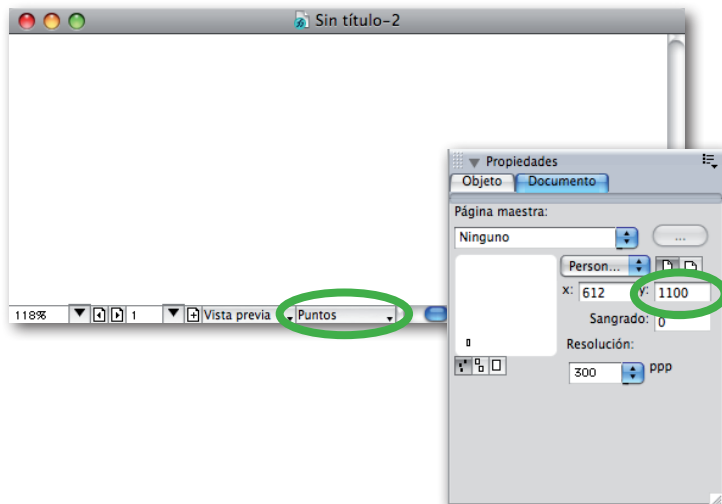 Sin título-2
118%
1
Vista previa
Puntos
Propiedades
Objeto
Documento
Página maestra:
Ninguno
...
Person...
x: 612
y: 1100
Sangrado: 0
Resolución:
300 ppp